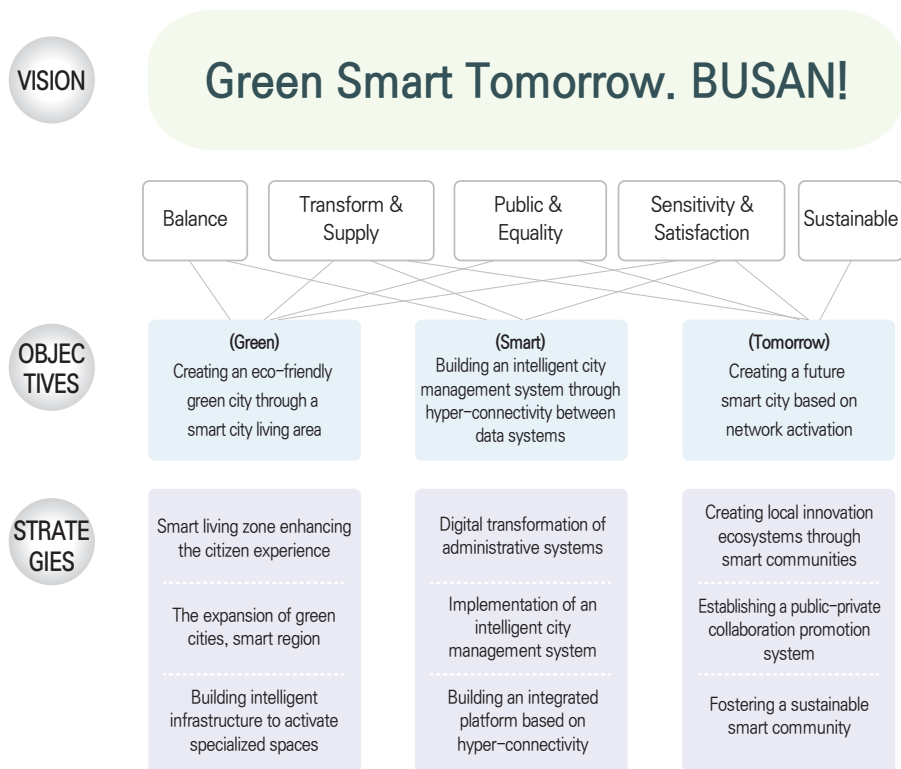 VISION
Green Smart Tomorrow. BUSAN!
Balance
Transform &
Supply
Public &
Equality
Sensitivity &
Satisfaction
Sustainable
OBJEC
TIVES
(Green)
Creating an eco-friendly
green city through a
smart city living area
(Smart)
Building an intelligent city
management system through
hyper-connectivity between
data systems
(Tomorrow)
Creating a future
smart city based on
network activation
STRATE
GIES
Smart living zone enhancing
the citizen experience
The expansion of green
cities, smart region
Building intelligent
infrastructure to activate
specialized spaces
Digital transformation of
administrative systems
Implementation of an
intelligent city
management system
Building an integrated
platform based on
hyper-connectivity
Creating local innovation
ecosystems through
smart communities
Establishing a public-private
collaboration promotion
system
Fostering a sustainable
smart community